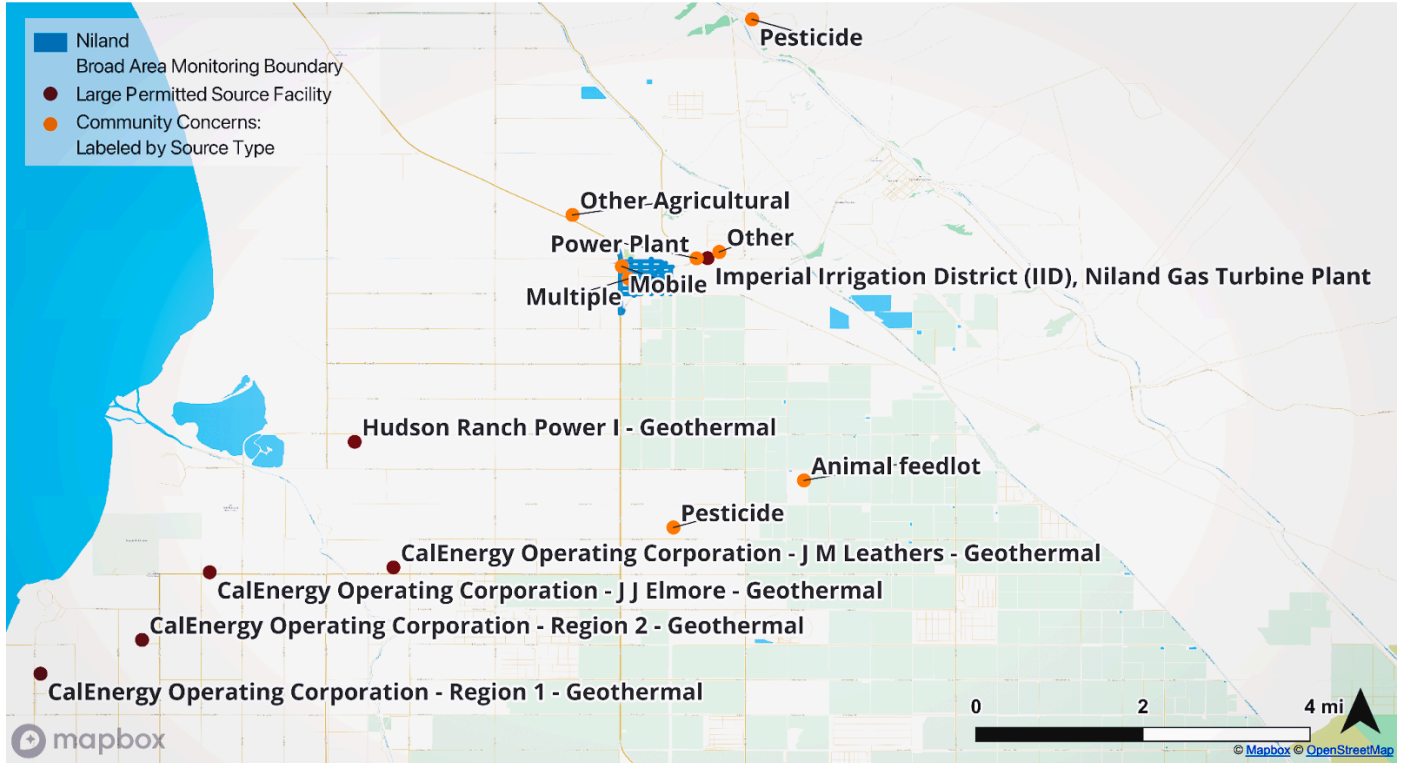 Niland
Broad Area Monitoring Boundary
Large Permitted Source Facility
Community Concerns:
Labeled by Source Type
Pesticide
Other Agricultural
Power Plant
Other
Imperial Irrigation District (IID), Niland Gas Turbine Plant
Mobile
Multiple
Hudson Ranch Power I - Geothermal
Animal feedlot
Pesticide
CalEnergy Operating Corporation - J M Leathers - Geothermal
CalEnergy Operating Corporation - J J Elmore - Geothermal
CalEnergy Operating Corporation - Region 2 - Geothermal
CalEnergy Operating Corporation - Region 1 - Geothermal
0 2 4 mi
mapbox
© Mapbox © OpenStreetMap